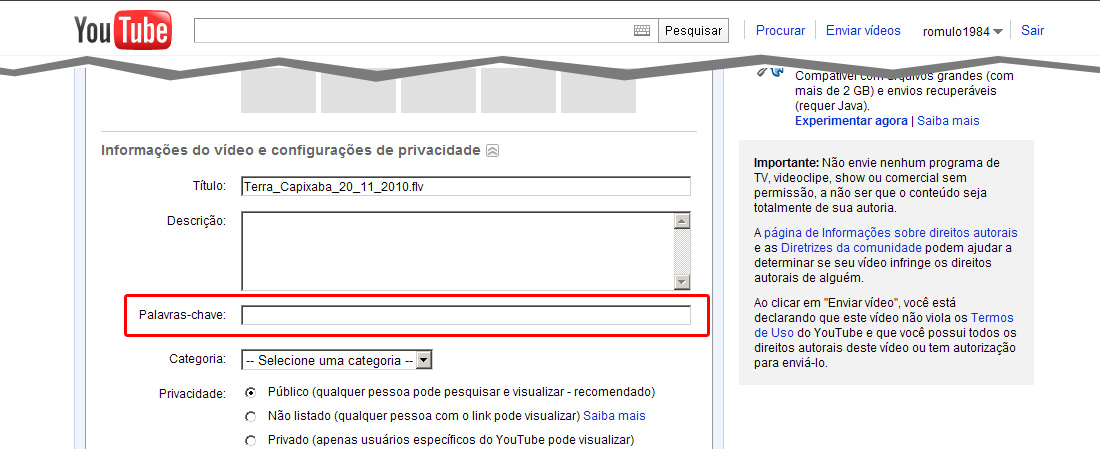 YouTube
Pesquisar
Procurar
Enviar vídeos
romulo1984
Sair
Compatível com arquivos grandes (com
mais de 2 GB) e envios recuperáveis
(requer Java).
Experimentar agora | Saiba mais
Informações do vídeo e configurações de privacidade
Título:
Terra_Capixaba_20_11_2010.flv
Descrição:
Palavras-chave:
Categoria:
-- Selecione uma categoria --
Privacidade:
Público (qualquer pessoa pode pesquisar e visualizar - recomendado)
Não listado (qualquer pessoa com o link pode visualizar) Saiba mais
Privado (apenas usuários específicos do YouTube pode visualizar)
Importante: Não envie nenhum programa de
TV, videoclipe, show ou comercial sem
permissão, a não ser que o conteúdo seja
totalmente de sua autoria.
A página de Informações sobre direitos autorais
e as Diretrizes da comunidade podem ajudar a
determinar se seu vídeo infringe os direitos
autorais de alguém.
Ao clicar em "Enviar vídeo", você está
declarando que este vídeo não viola os Termos
de Uso do YouTube e que você possui todos os
direitos autorais deste vídeo ou tem autorização
para enviá-lo.